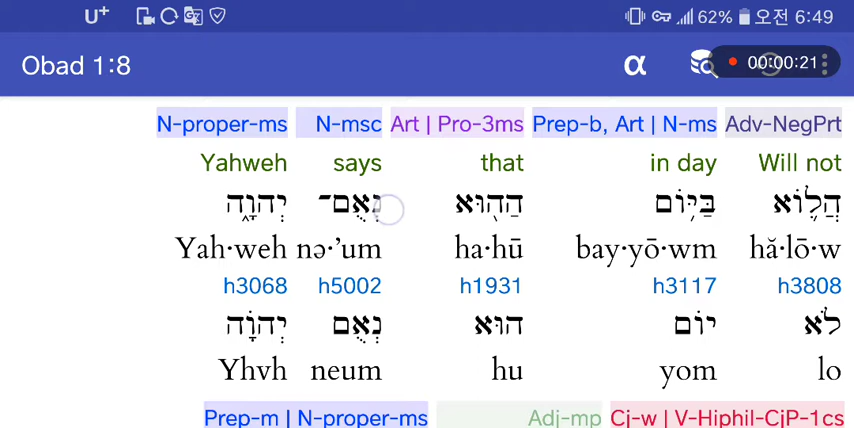 U+ 62% 오전 6:49
Obad 1:8 α 00:00:21
N-proper-ms N-msc Art | Pro-3ms Prep-b, Art | N-ms Adv-NegPrt
Yahweh says that in day Will not
הֲל֞וֹא בַּיּ֥וֹם הַה֖וּא נְאֻם־ יְהוָ֑ה
Yah·weh nə·’um ha·hū bay·yō·wm hă·lō·w
h3068 h5002 h1931 h3117 h3808
לֹא יוֹם הוּא נְאֻם יְהוָֹה
Yhvh neum hu yom lo
Prep-m | N-proper-ms Adj-mp Cj-w | V-Hiphil-CjP-1cs